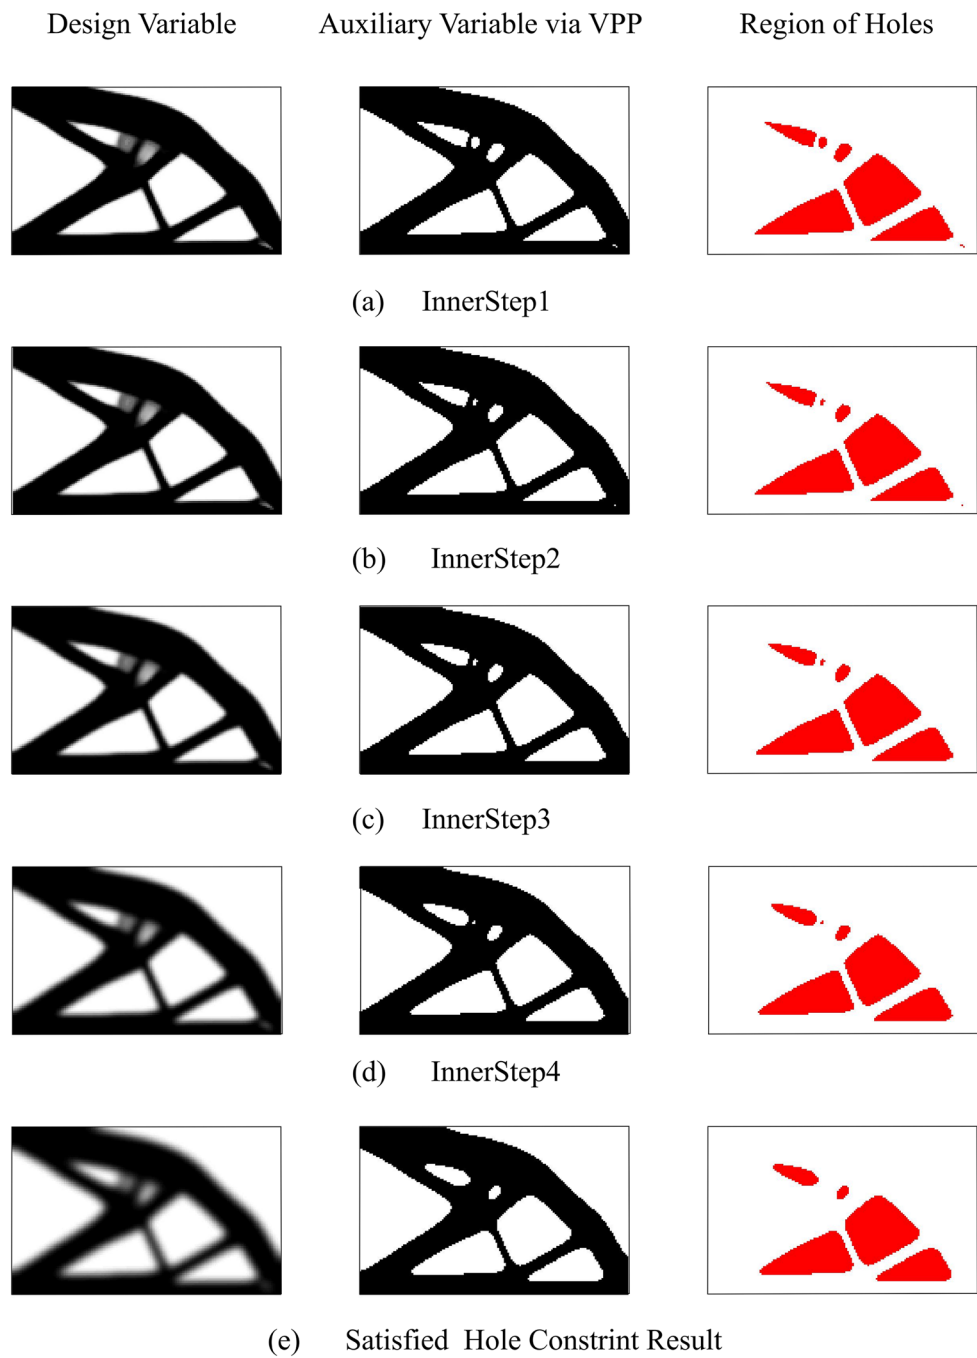 Design Variable Auxiliary Variable via VPP Region of Holes
(a) InnerStep1
(b) InnerStep2
(c) InnerStep3
(d) InnerStep4
(e) Satisfied Hole Constrint Result